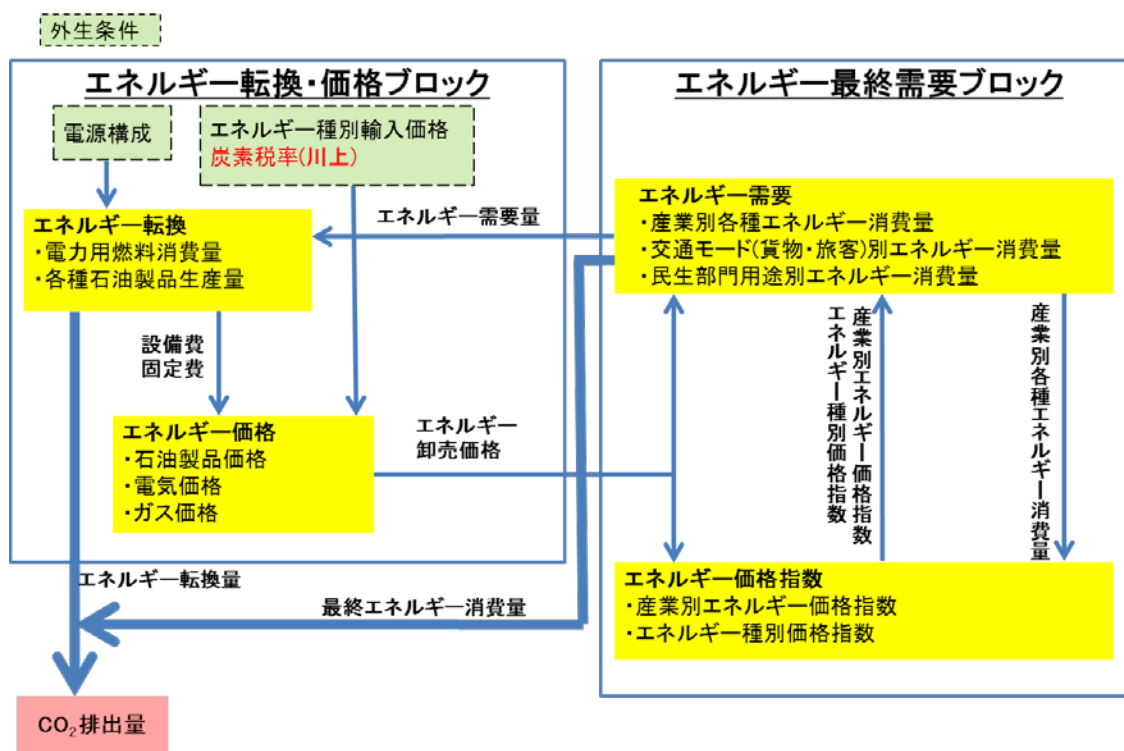 外生条件
エネルギー転換・価格ブロック
電源構成
エネルギー種別輸入価格
炭素税率(川上)
エネルギー転換
・電力用燃料消費量
・各種石油製品生産量
設備費
固定費
エネルギー価格
・石油製品価格
・電気価格
・ガス価格
エネルギー需要量
エネルギー
卸売価格
エネルギー転換量
最終エネルギー消費量
CO₂排出量
エネルギー最終需要ブロック
エネルギー需要
・産業別各種エネルギー消費量
・交通モード(貨物・旅客)別エネルギー消費量
・民生部門用途別エネルギー消費量
産業別エネルギー価格指数
エネルギー種別価格指数
産業別各種エネルギー消費量
エネルギー価格指数
・産業別エネルギー価格指数
・エネルギー種別価格指数